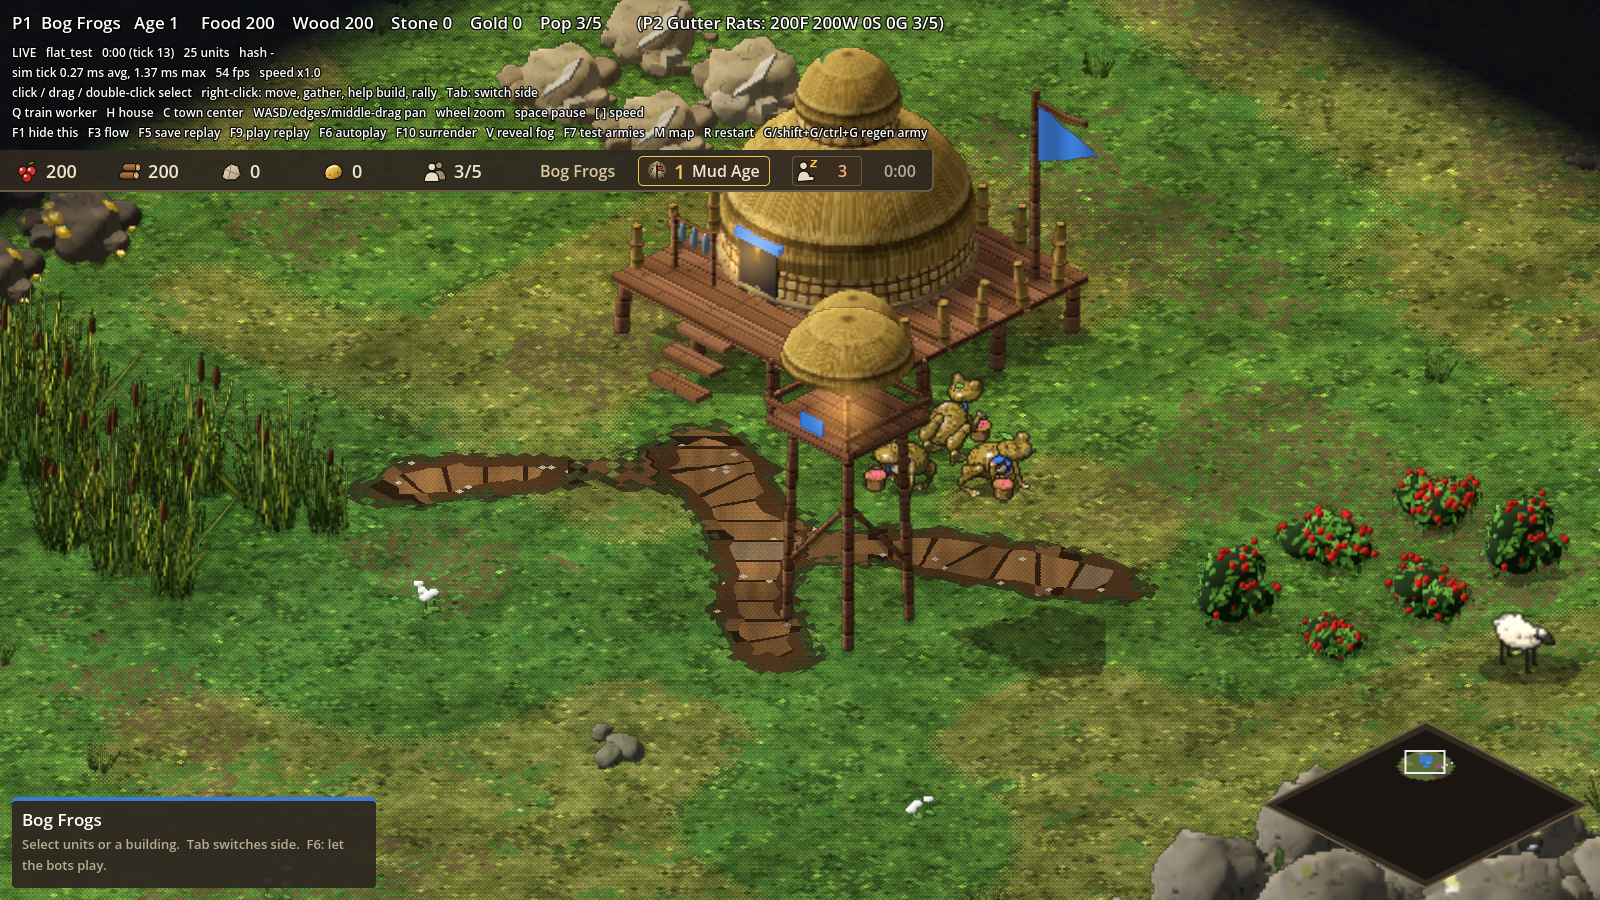 P1 Bog Frogs Age 1 Food 200 Wood 200 Stone 0 Gold 0 Pop 3/5 (P2 Gutter Rats: 200F 200W 0S 0G 3/5)
LIVE flat_test 0:00 (tick 13) 25 units hash -
sim tick 0.27 ms avg, 1.37 ms max 54 fps speed x1.0
click / drag / double-click select right-click: move, gather, help build, rally Tab: switch side
Q train worker H house C town center WASD/edges/middle-drag pan wheel zoom space pause [,] speed
F1 hide this F3 flow F5 save replay F9 play replay F6 autoplay F10 surrender V reveal fog F7 test armies M map R restart G/shift+G/ctrl+G regen army
200 200 0 0 3/5 Bog Frogs 1 Mud Age z 3 0:00
Bog Frogs
Select units or a building. Tab switches side. F6: let
the bots play.